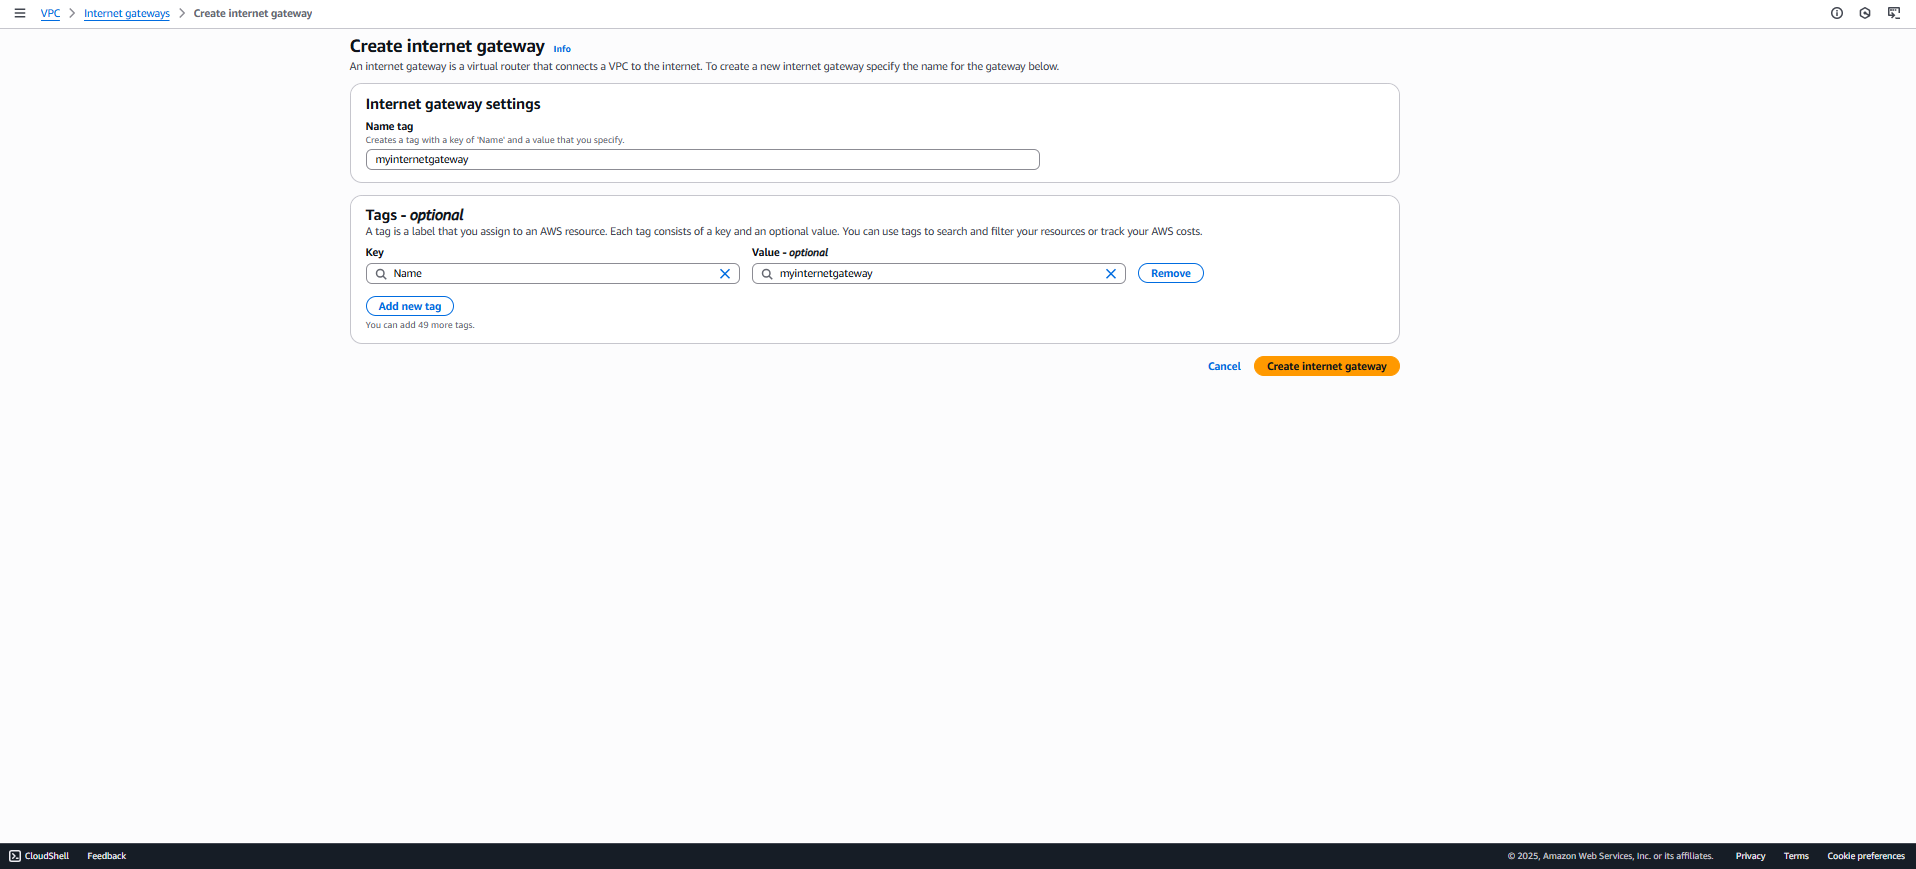 VPC > Internet gateways > Create internet gateway
Create internet gateway Info
An internet gateway is a virtual router that connects a VPC to the internet. To create a new internet gateway specify the name for the gateway below.
Internet gateway settings
Name tag
Creates a tag with a key of 'Name' and a value that you specify.
myinternetgateway
Tags - optional
A tag is a label that you assign to an AWS resource. Each tag consists of a key and an optional value. You can use tags to search and filter your resources or track your AWS costs.
Key Value - optional
Name myinternetgateway Remove
Add new tag
You can add 49 more tags.
Cancel Create internet gateway
CloudShell Feedback © 2025, Amazon Web Services, Inc. or its affiliates. Privacy Terms Cookie preferences